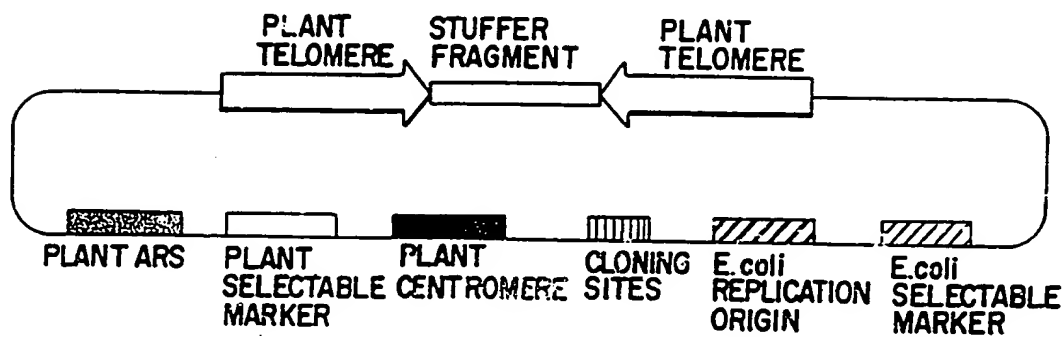 PLANT
TELOMERE
STUFFER
FRAGMENT
PLANT
TELOMERE
PLANT ARS
PLANT
SELECTABLE
MARKER
PLANT
CENTROMERE
CLONING
SITES
E.coli
REPLICATION
ORIGIN
E.coli
SELECTABLE
MARKER